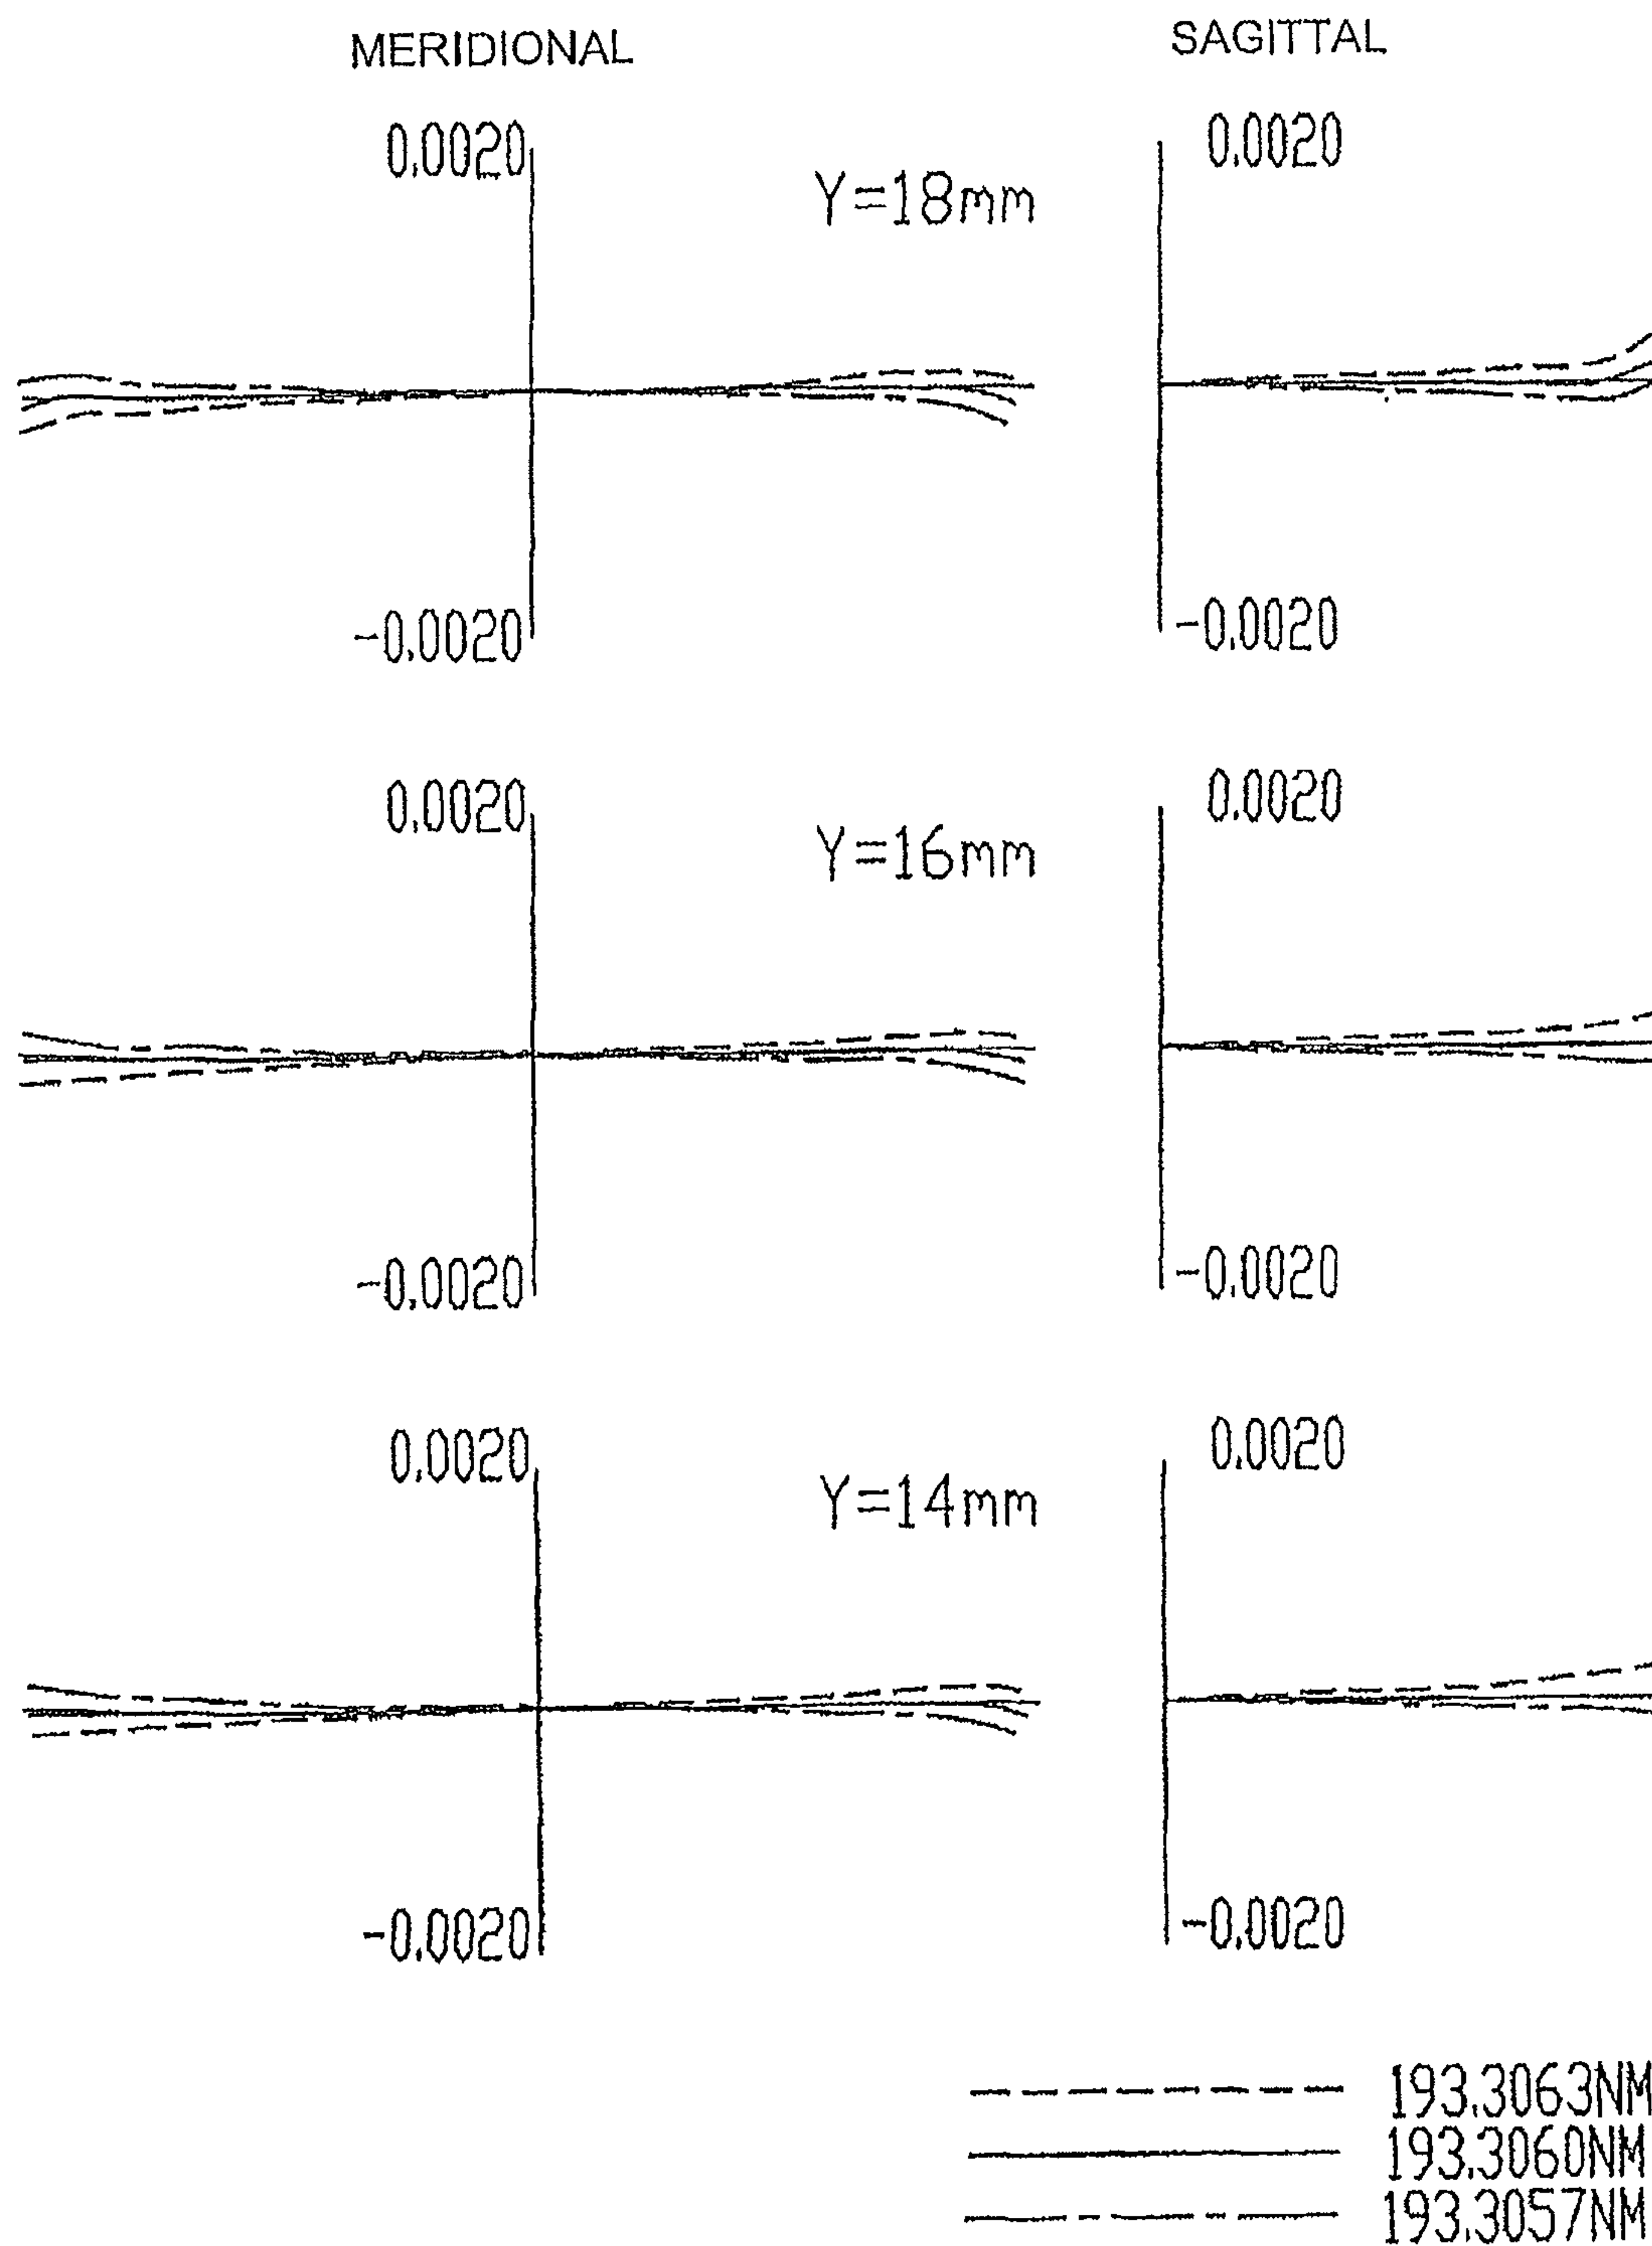 MERIDIONAL SAGITTAL
0.0020 Y=18mm 0.0020
-0.0020 -0.0020
0.0020 Y=16mm 0.0020
-0.0020 -0.0020
0.0020 Y=14mm 0.0020
-0.0020 -0.0020
193.3063NM
193.3060NM
193.3057NM